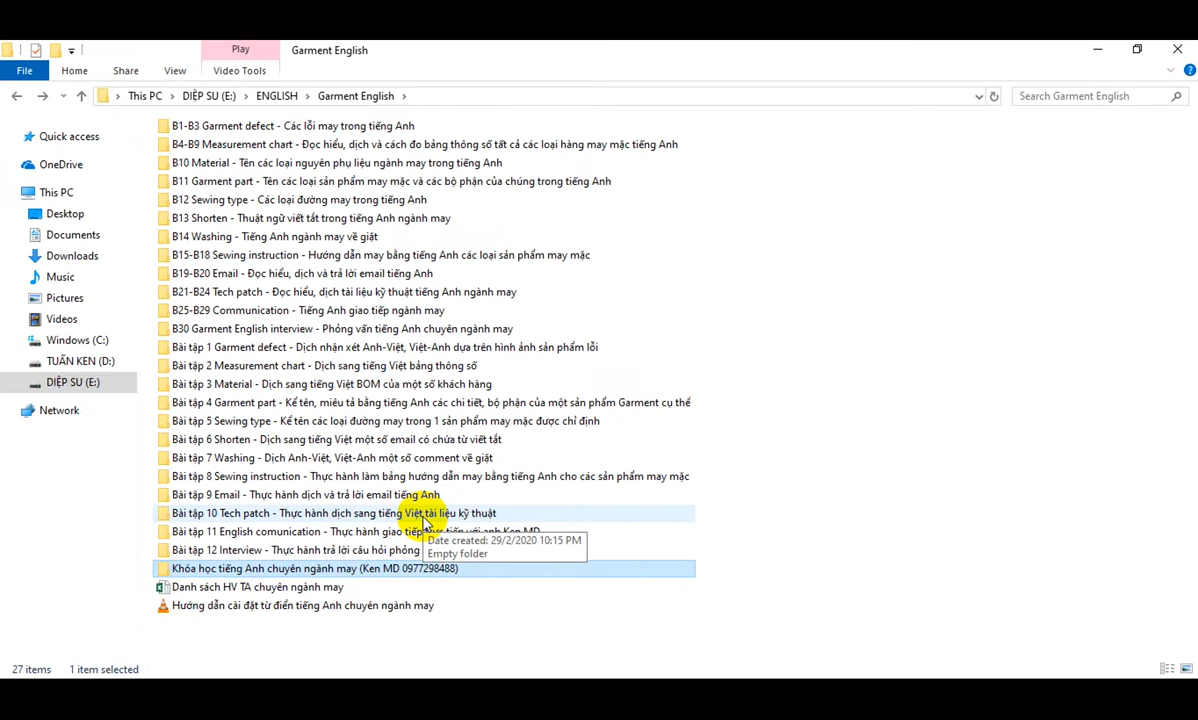 Play
Garment English
File
Home
Share
View
Video Tools
This PC
DIỆP SU (E:)
ENGLISH
Garment English
Search Garment English
Quick access
OneDrive
This PC
Desktop
Documents
Downloads
Music
Pictures
Videos
Windows (C:)
TUẤN KEN (D:)
DIỆP SU (E:)
Network
B1-B3 Garment defect - Các lỗi may trong tiếng Anh
B4-B9 Measurement chart - Đọc hiểu, dịch và cách đo bảng thông số tất cả các loại hàng may mặc tiếng Anh
B10 Material - Tên các loại nguyên phụ liệu ngành may trong tiếng Anh
B11 Garment part - Tên các loại sản phẩm may mặc và các bộ phận của chúng trong tiếng Anh
B12 Sewing type - Các loại đường may trong tiếng Anh
B13 Shorten - Thuật ngữ viết tắt trong tiếng Anh ngành may
B14 Washing - Tiếng Anh ngành may về giặt
B15-B18 Sewing instruction - Hướng dẫn may bằng tiếng Anh các loại sản phẩm may mặc
B19-B20 Email - Đọc hiểu, dịch và trả lời email tiếng Anh
B21-B24 Tech patch - Đọc hiểu, dịch tài liệu kỹ thuật tiếng Anh ngành may
B25-B29 Communication - Tiếng Anh giao tiếp ngành may
B30 Garment English interview - Phỏng vấn tiếng Anh chuyên ngành may
Bài tập 1 Garment defect - Dịch nhận xét Anh-Việt, Việt-Anh dựa trên hình ảnh sản phẩm lỗi
Bài tập 2 Measurement chart - Dịch sang tiếng Việt bảng thông số
Bài tập 3 Material - Dịch sang tiếng Việt BOM của một số khách hàng
Bài tập 4 Garment part - Kể tên, miêu tả bằng tiếng Anh các chi tiết, bộ phận của một sản phẩm Garment cụ thể
Bài tập 5 Sewing type - Kể tên các loại đường may trong 1 sản phẩm may mặc được chỉ định
Bài tập 6 Shorten - Dịch sang tiếng Việt một số email có chứa từ viết tắt
Bài tập 7 Washing - Dịch Anh-Việt, Việt-Anh một số comment về giặt
Bài tập 8 Sewing instruction - Thực hành làm bảng hướng dẫn may bằng tiếng Anh cho các sản phẩm may mặc
Bài tập 9 Email - Thực hành dịch và trả lời email tiếng Anh
Bài tập 10 Tech patch - Thực hành dịch sang tiếng Việt tài liệu kỹ thuật
Bài tập 11 English comunication - Thực hành giao tiếp trực tiếp với anh Ken MD
Date created: 29/2/2020 10:15 PM
Bài tập 12 Interview - Thực hành trả lời câu hỏi phỏng
Empty folder
Khóa học tiếng Anh chuyên ngành may (Ken MD 0977298488)
Danh sách HV TA chuyên ngành may
Hướng dẫn cài đặt từ điển tiếng Anh chuyên ngành may
27 items
1 item selected